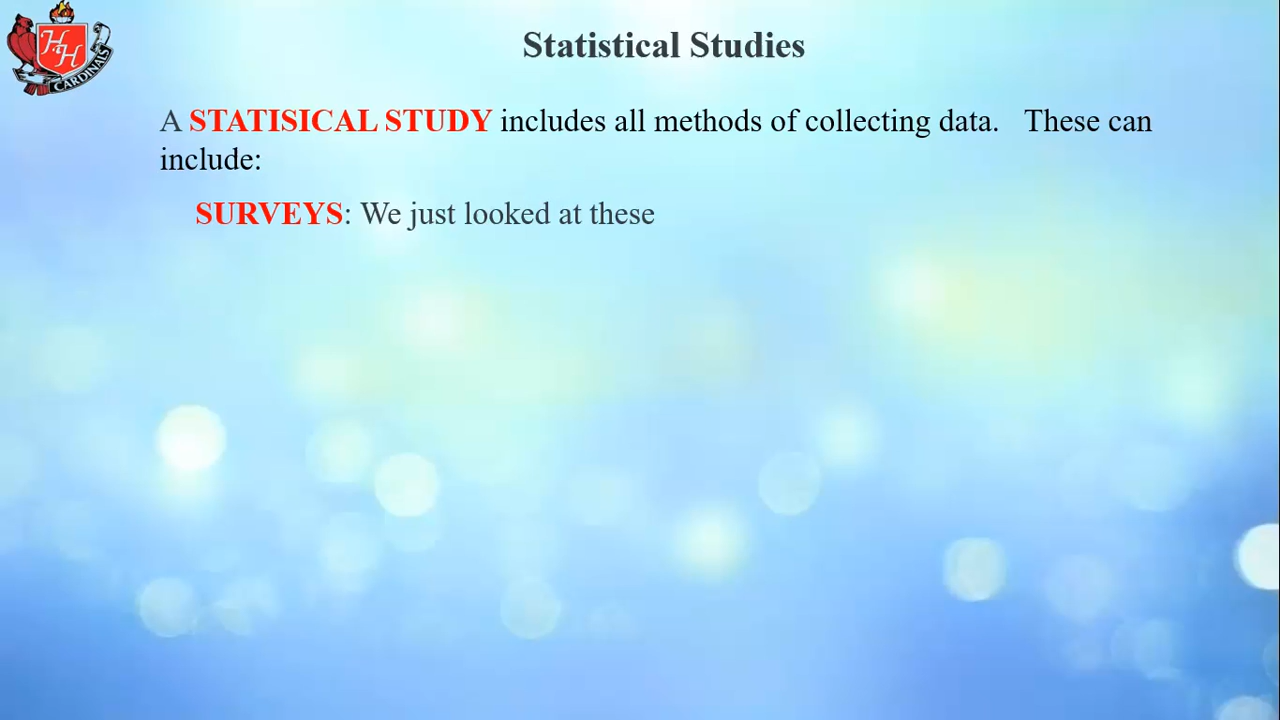 HH
CARDINALS
Statistical Studies
A STATISICAL STUDY includes all methods of collecting data. These can
include:
SURVEYS: We just looked at these